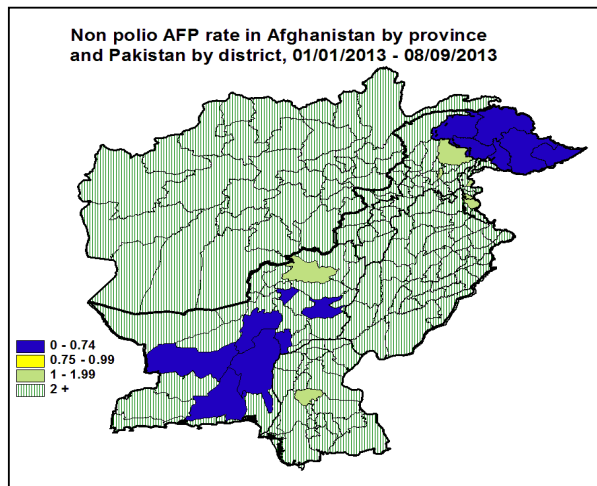 Non polio AFP rate in Afghanistan by province
and Pakistan by district, 01/01/2013 - 08/09/2013
0 - 0.74
0.75 - 0.99
1 - 1.99
2 +